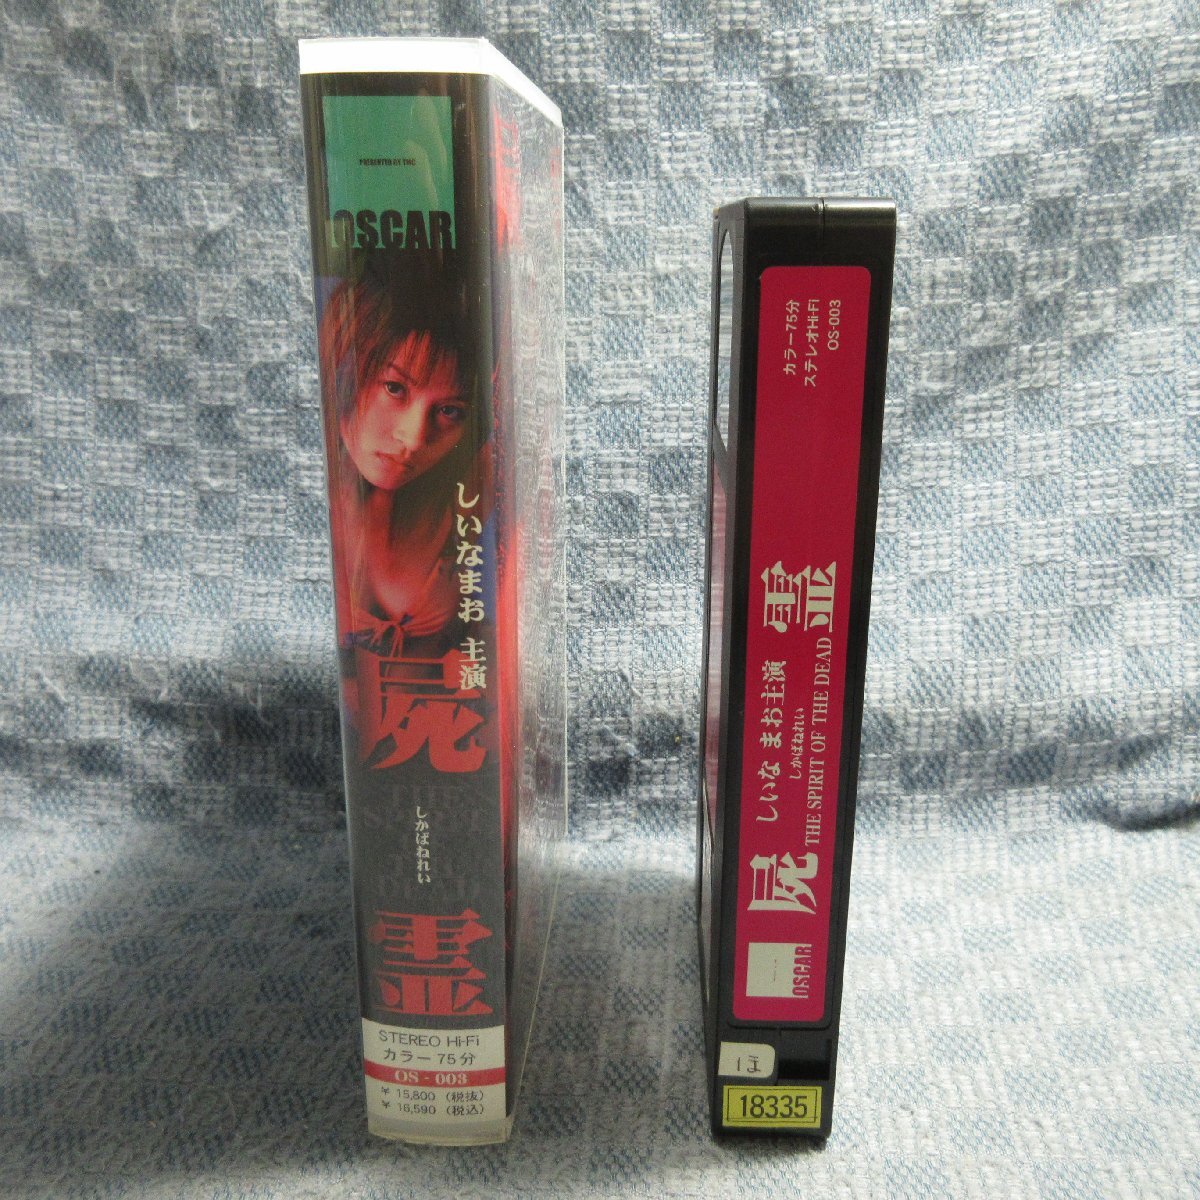 PRESENTED BY TMC
OSCAR
しいなまお 主演
屍
しかばねれい
霊
STEREO Hi-Fi
カラー 75分
OS-003
¥ 15,800 (税抜)
¥ 16,590 (税込)
カラー75分
ステレオHi-Fi
OS-003
屍霊
しいな まお主演
しかばねれい
THE SPIRIT OF THE DEAD
OSCAR
ほ
18335